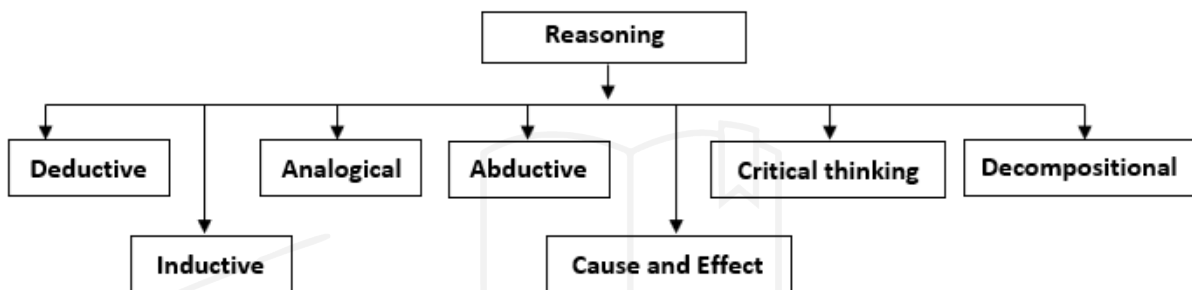 Reasoning
Deductive
Analogical
Abductive
Critical thinking
Decompositional
Inductive
Cause and Effect